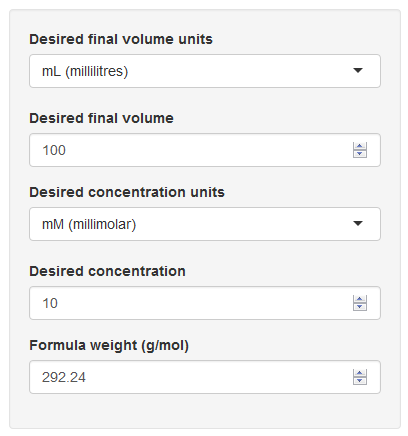 Desired final volume units
mL (millilitres)
Desired final volume
100
Desired concentration units
mM (millimolar)
Desired concentration
10
Formula weight (g/mol)
292.24